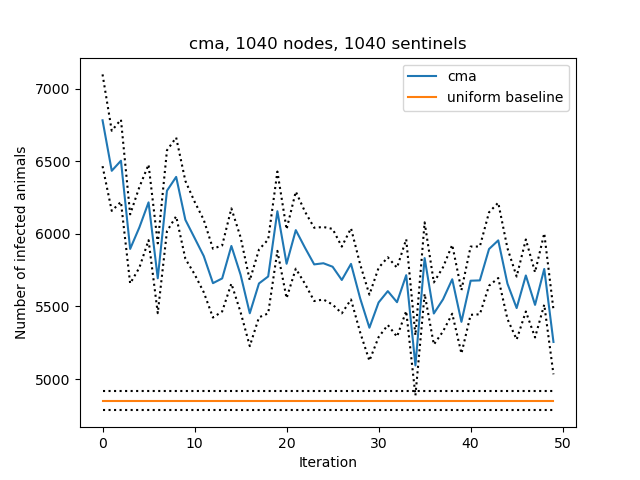 cma, 1040 nodes, 1040 sentinels
cma
uniform baseline
Number of infected animals
7000
6500
6000
5500
5000
0 10 20 30 40 50
Iteration